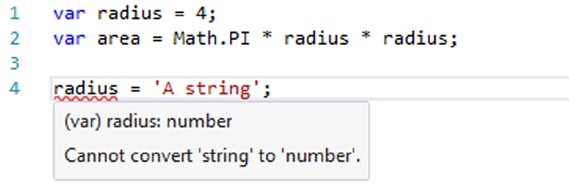 1 var radius = 4;
2 var area = Math.PI * radius * radius;
3
4 radius = 'A string';
(var) radius: number
Cannot convert 'string' to 'number'.